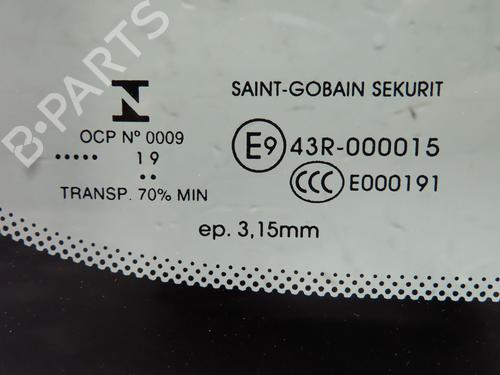 B-PARTS
N
OCP Nº 0009
..... 19
..
TRANSP. 70% MIN
SAINT-GOBAIN SEKURIT
E9 43R-000015
CCC E000191
ep. 3,15mm